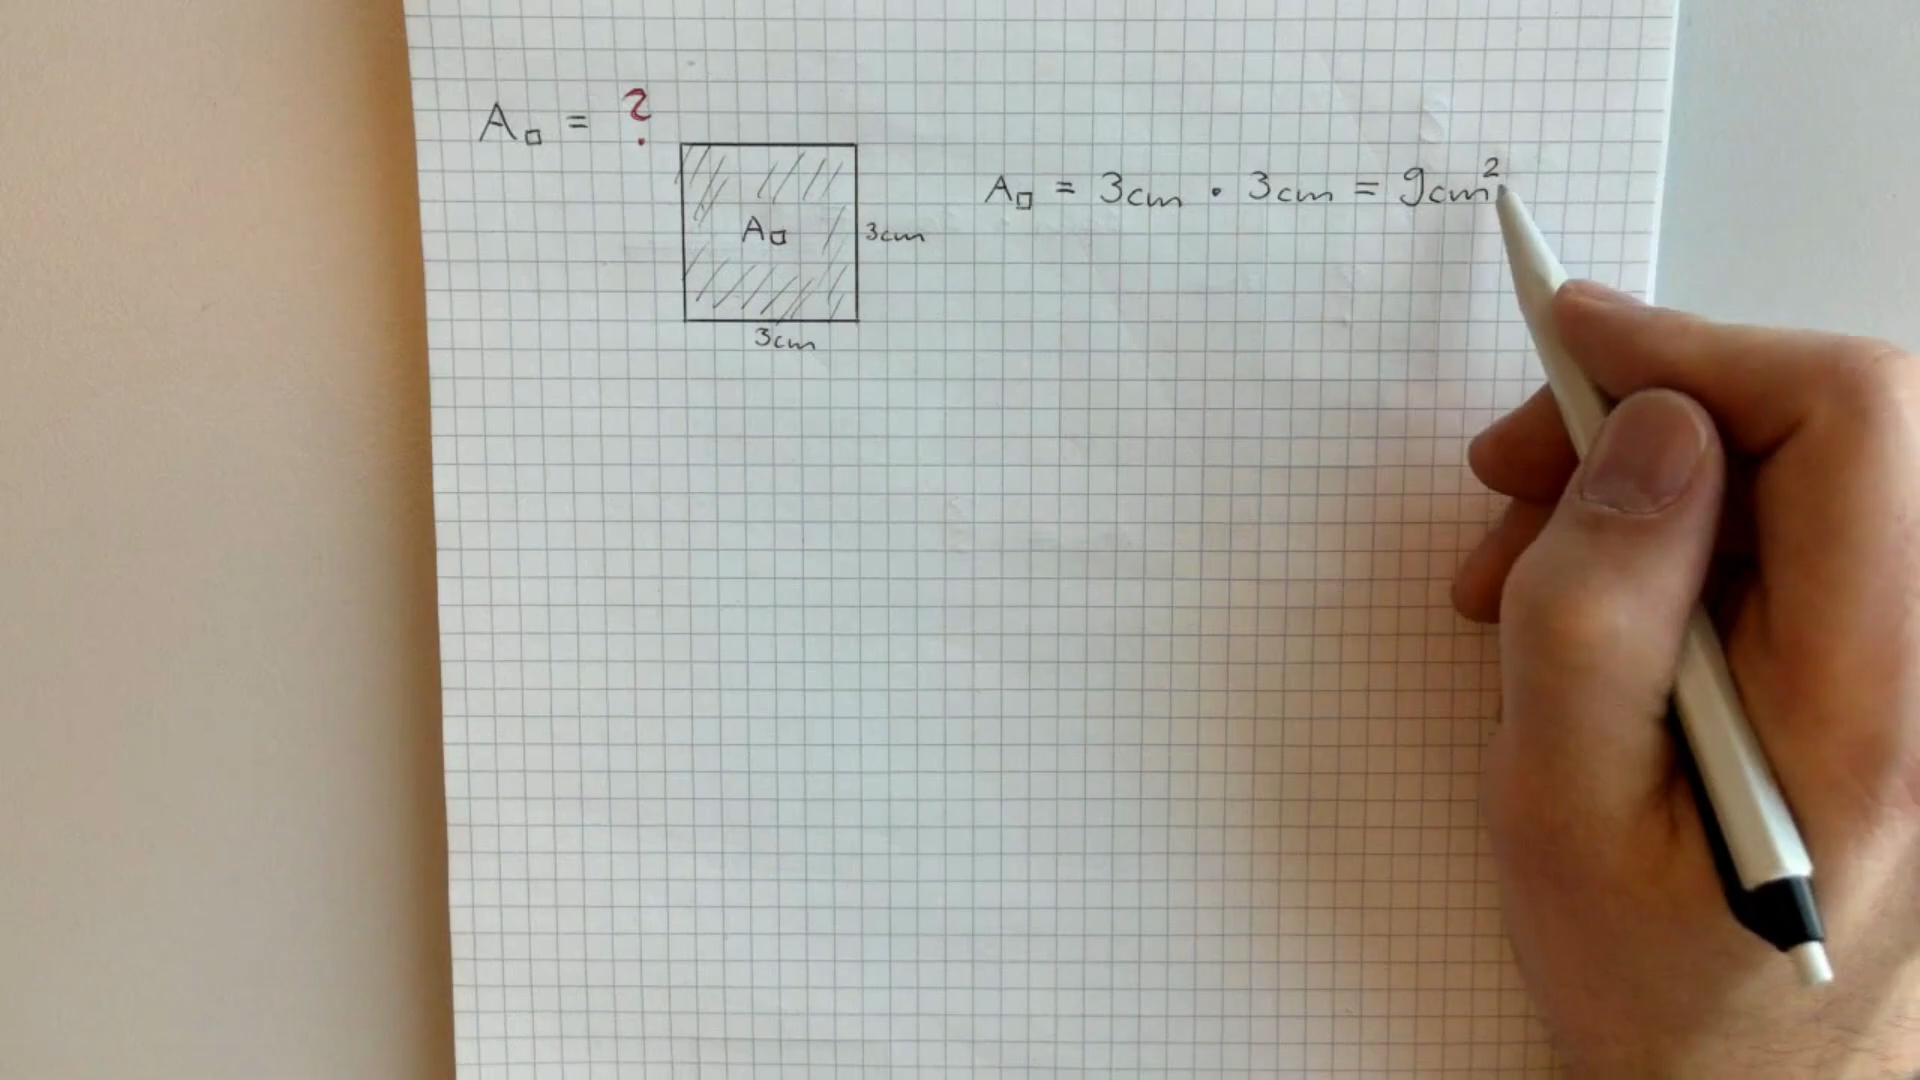 A□ = ?
A□ = 3cm · 3cm = 9cm²
A□
3cm
3cm